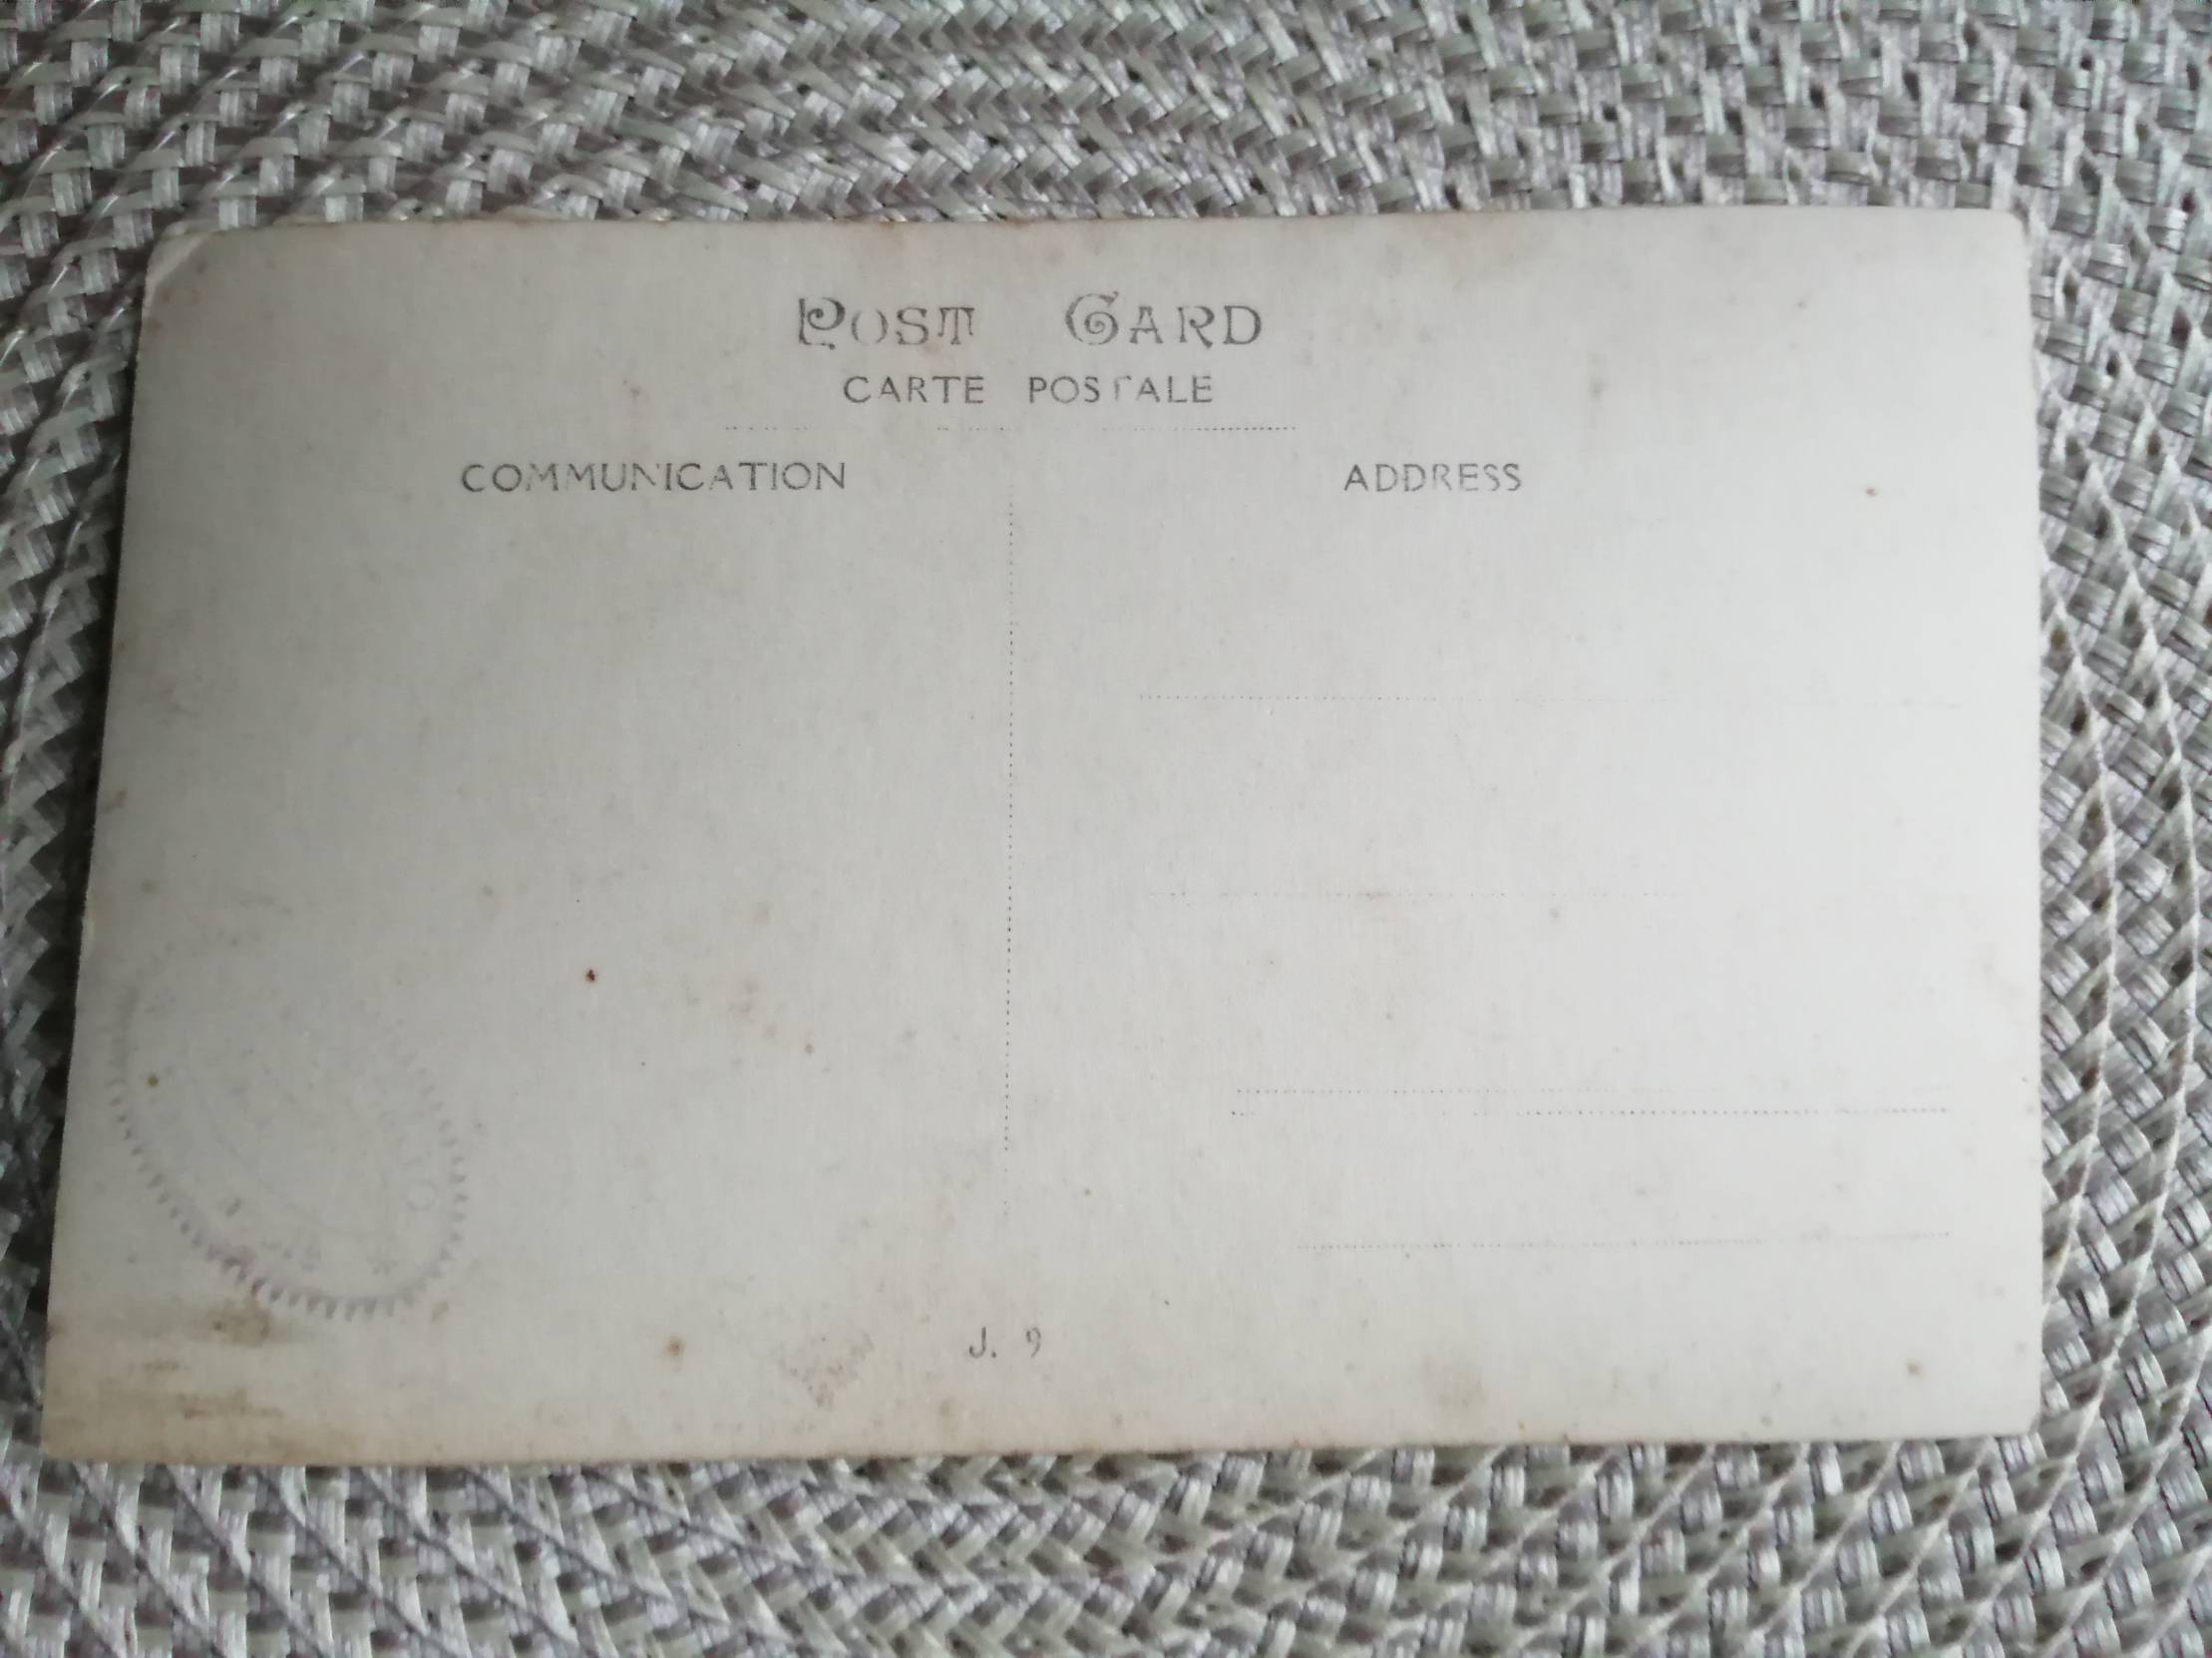 POST CARD
CARTE POSTALE
COMMUNICATION
ADDRESS
J. 9